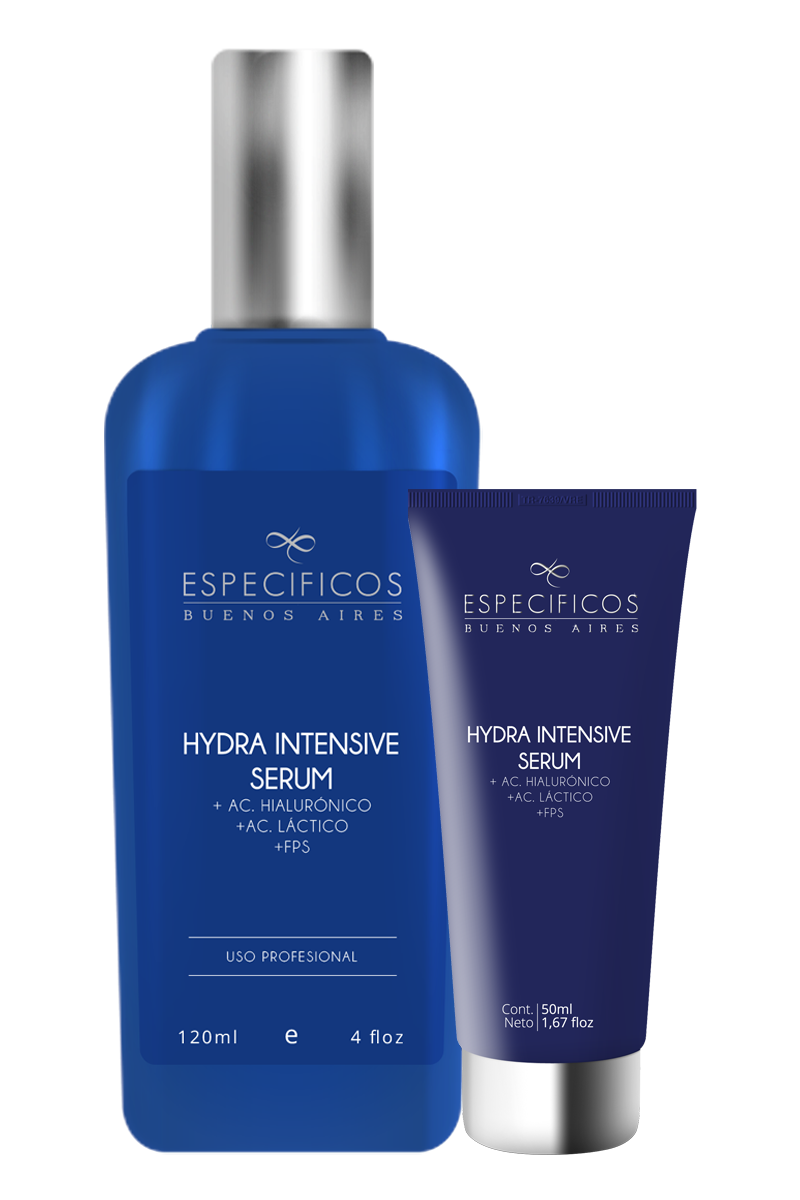 ESPECIFICOS
BUENOS AIRES
HYDRA INTENSIVE
SERUM
+ AC. HIALURÓNICO
+AC. LÁCTICO
+FPS
USO PROFESIONAL
120ml e 4 floz
ESPECIFICOS
BUENOS AIRES
HYDRA INTENSIVE
SERUM
+ AC. HIALURÓNICO
+AC. LÁCTICO
+FPS
Cont. 50ml
Neto 1,67 floz